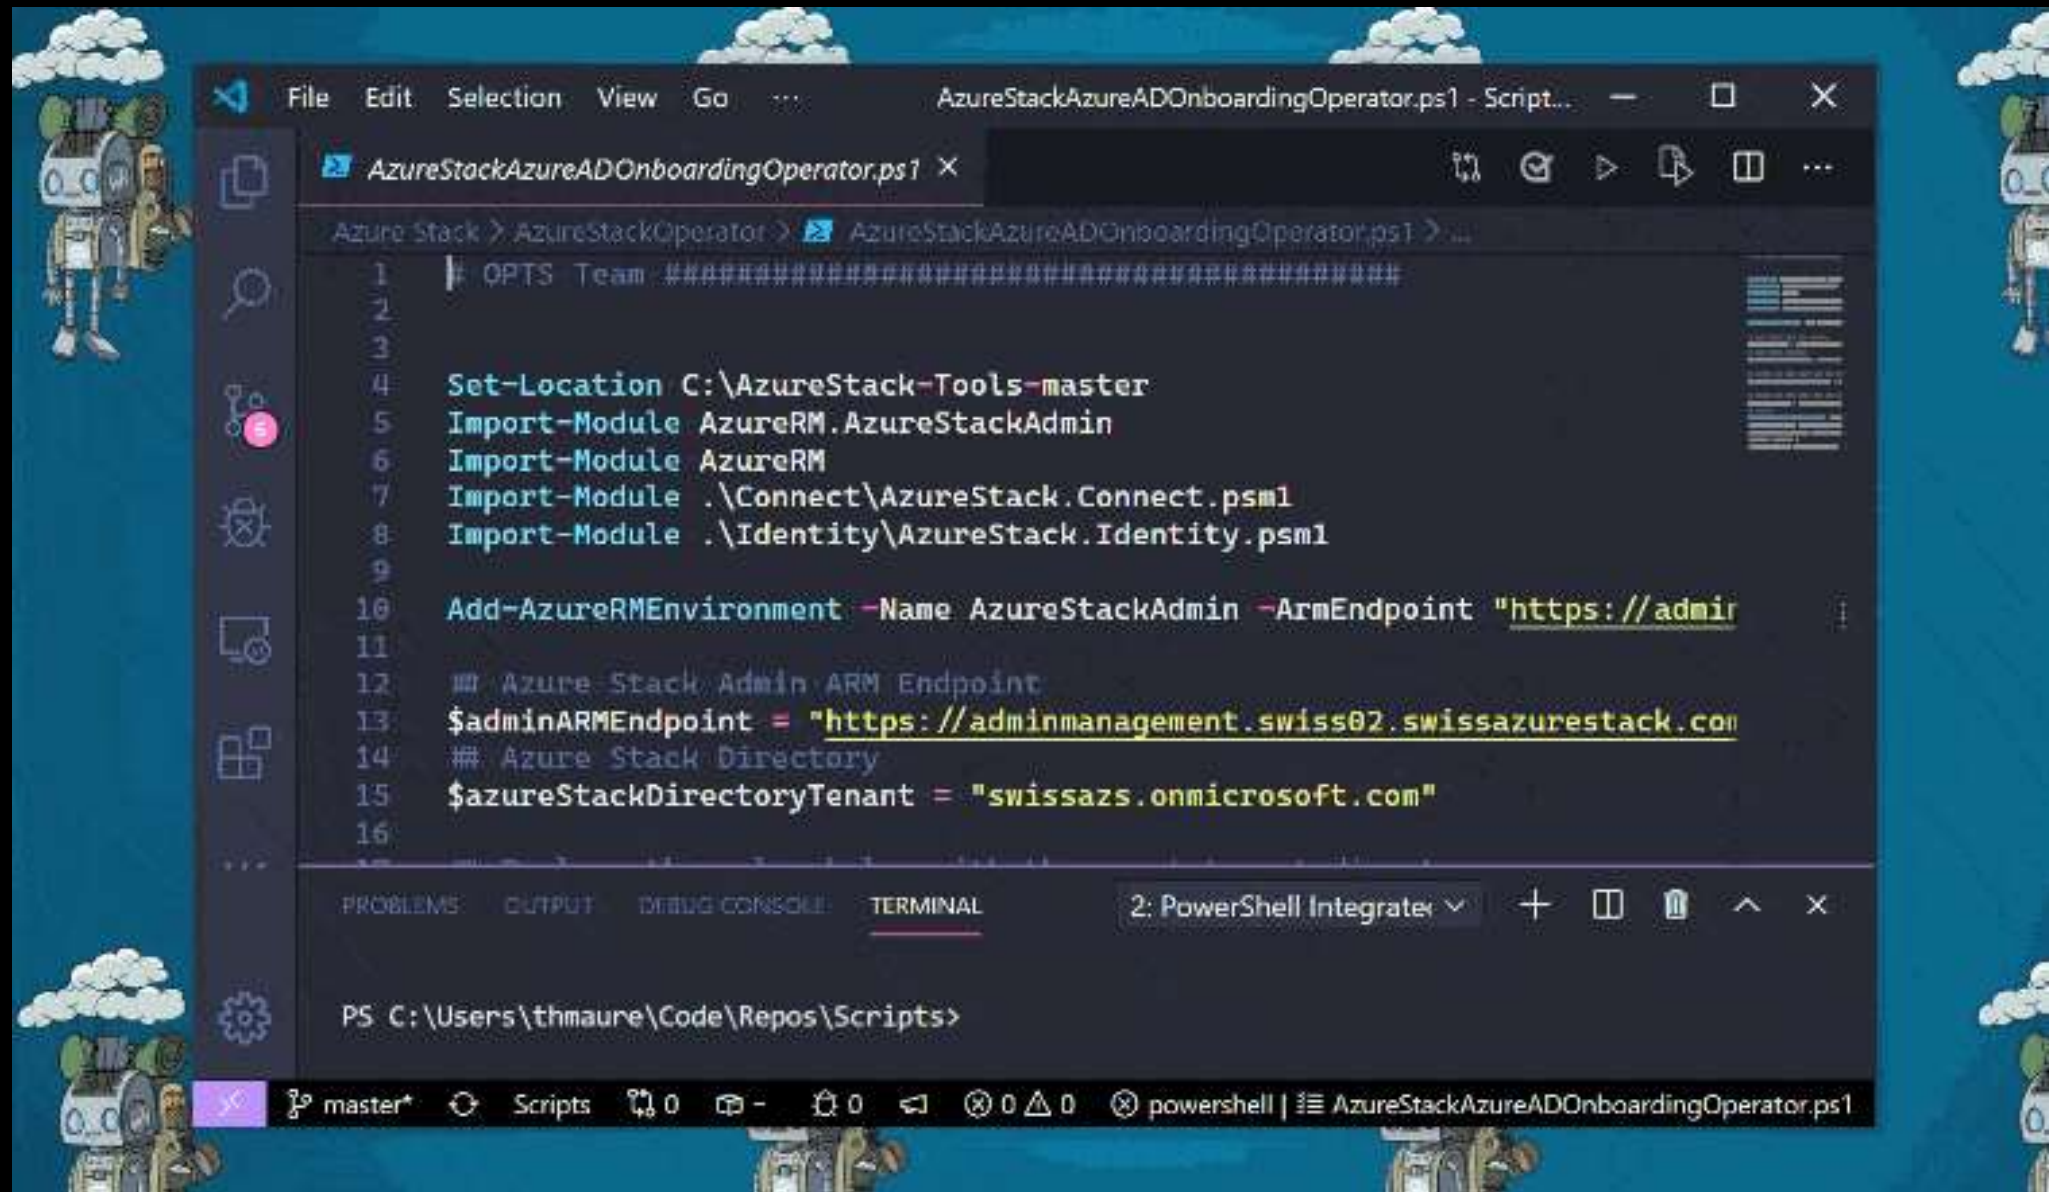 File Edit Selection View Go ··· AzureStackAzureADOnboardingOperator.ps1 - Script...
AzureStackAzureADOnboardingOperator.ps1
Azure Stack > AzureStackOperator > AzureStackAzureADOnboardingOperator.ps1 > ...
1 # OPTS Team #########################################
2
3
4 Set-Location C:\AzureStack-Tools-master
5 Import-Module AzureRM.AzureStackAdmin
6 Import-Module AzureRM
7 Import-Module .\Connect\AzureStack.Connect.psm1
8 Import-Module .\Identity\AzureStack.Identity.psm1
9
10 Add-AzureRMEnvironment -Name AzureStackAdmin -ArmEndpoint "https://admin
11
12 ## Azure Stack Admin ARM Endpoint
13 $adminARMEndpoint = "https://adminmanagement.swiss02.swissazurestack.com
14 ## Azure Stack Directory
15 $azureStackDirectoryTenant = "swissazs.onmicrosoft.com"
16
PROBLEMS OUTPUT DEBUG CONSOLE TERMINAL 2: PowerShell Integrated
PS C:\Users\thmaure\Code\Repos\Scripts>
master* Scripts 0 - 0 0 0 powershell | AzureStackAzureADOnboardingOperator.ps1